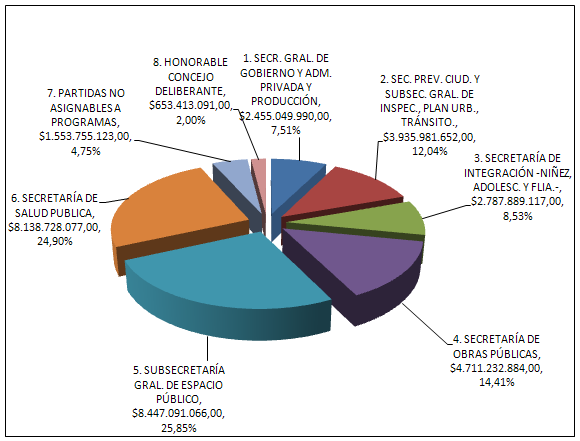 1. SECR. GRAL. DE
GOBIERNO Y ADM.
PRIVADA Y
PRODUCCIÓN,
$2.455.049.990,00,
7,51%
2. SEC. PREV. CIUD. Y
SUBSEC. GRAL. DE
INSPEC., PLAN URB.,
TRÁNSITO.,
$3.935.981.652,00,
12,04%
3. SECRETARÍA DE
INTEGRACIÓN -NIÑEZ,
ADOLESC. Y FLIA.-,
$2.787.889.117,00,
8,53%
4. SECRETARÍA DE
OBRAS PÚBLICAS,
$4.711.232.884,00,
14,41%
5. SUBSECRETARÍA
GRAL. DE ESPACIO
PÚBLICO,
$8.447.091.066,00,
25,85%
6. SECRETARÍA DE
SALUD PUBLICA,
$8.138.728.077,00,
24,90%
7. PARTIDAS NO
ASIGNABLES A
PROGRAMAS,
$1.553.755.123,00,
4,75%
8. HONORABLE
CONCEJO
DELIBERANTE,
$653.413.091,00,
2,00%